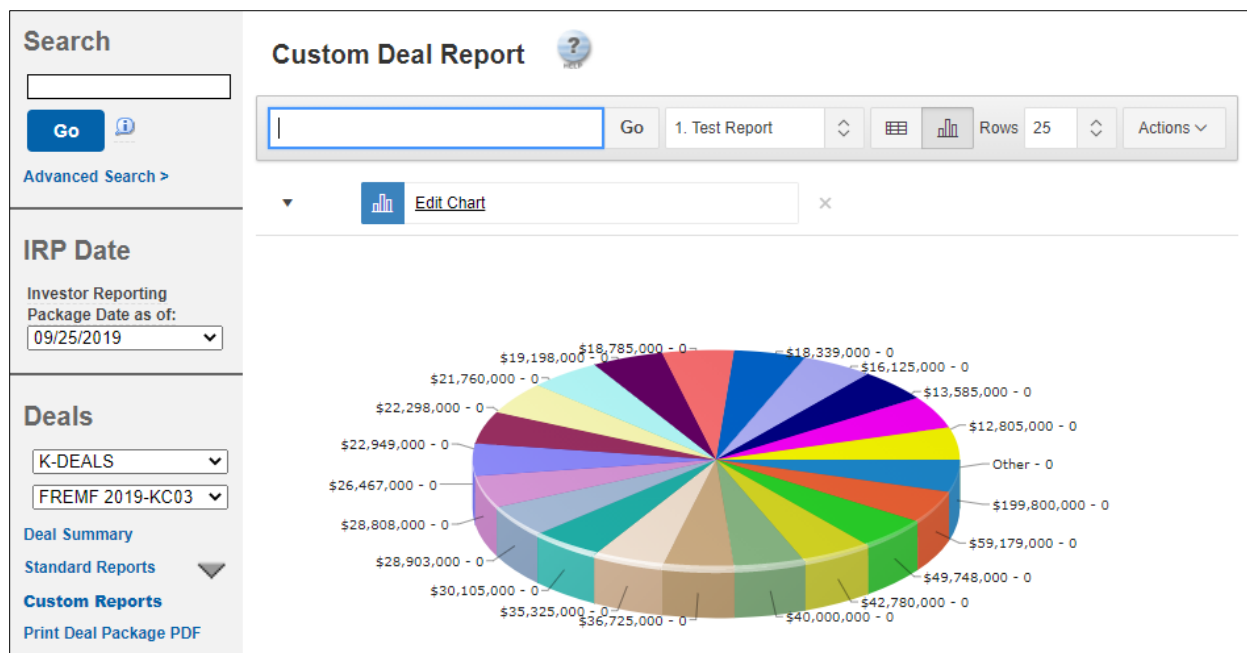 Search
Go
Advanced Search >
IRP Date
Investor Reporting
Package Date as of:
09/25/2019
Deals
K-DEALS
FREMF 2019-KC03
Deal Summary
Standard Reports
Custom Reports
Print Deal Package PDF
Custom Deal Report
?
HELP
Go
1. Test Report
Rows
25
Actions
Edit Chart
$18,785,000 - 0
$18,339,000 - 0
$19,198,000 - 0
$16,125,000 - 0
$21,760,000 - 0
$13,585,000 - 0
$22,298,000 - 0
$12,805,000 - 0
$22,949,000 - 0
Other - 0
$26,467,000 - 0
$199,800,000 - 0
$28,808,000 - 0
$59,179,000 - 0
$28,903,000 - 0
$49,748,000 - 0
$30,105,000 - 0
$42,780,000 - 0
$35,325,000 - 0
$36,725,000 - 0
$40,000,000 - 0